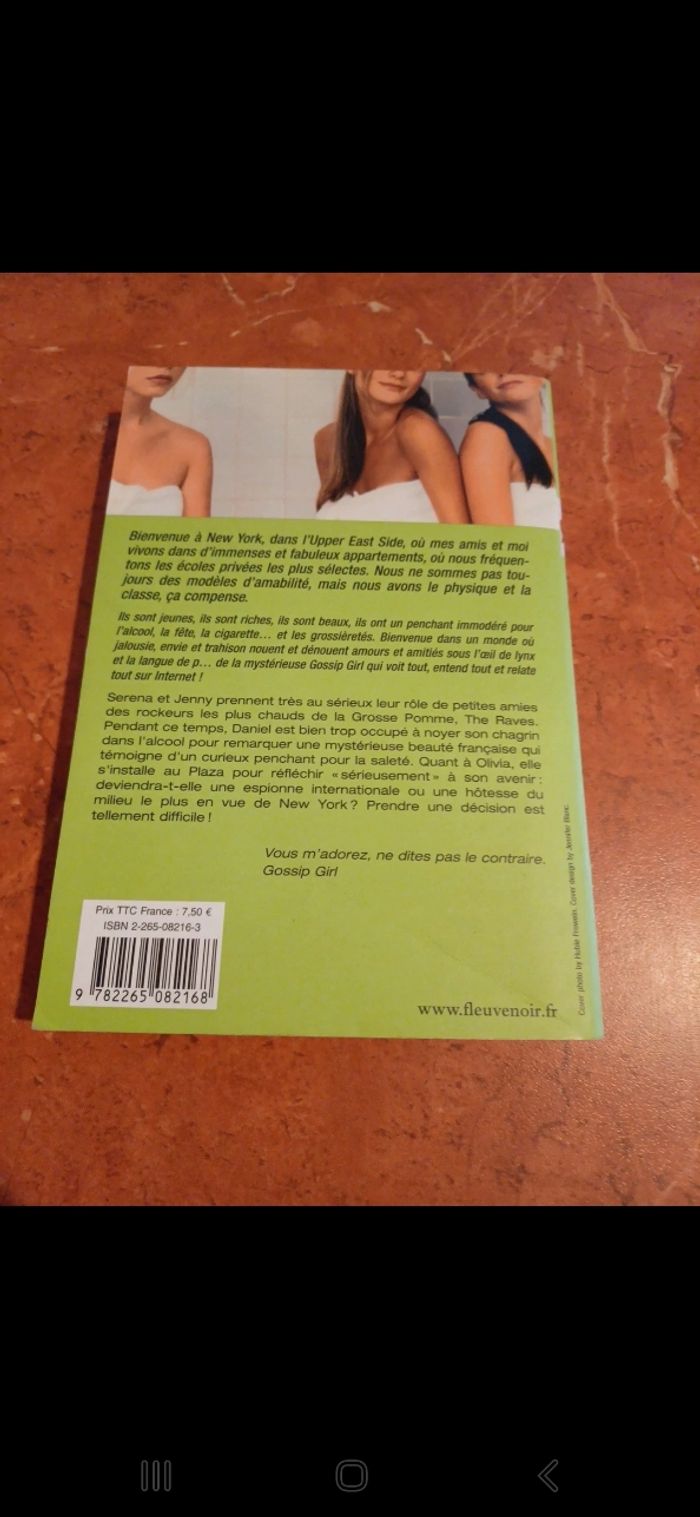 Bienvenue à New York, dans l'Upper East Side, où mes amis et moi
vivons dans d'immenses et fabuleux appartements, où nous fréquen-
tons les écoles privées les plus sélectes. Nous ne sommes pas tou-
jours des modèles d'amabilité, mais nous avons le physique et la
classe, ça compense.
Ils sont jeunes, ils sont riches, ils sont beaux, ils ont un penchant immodéré pour
l'alcool, la fête, la cigarette... et les grossièretés. Bienvenue dans un monde où
jalousie, envie et trahison nouent et dénouent amours et amitiés sous l'œil de lynx
et la langue de p... de la mystérieuse Gossip Girl qui voit tout, entend tout et relate
tout sur Internet !
Serena et Jenny prennent très au sérieux leur rôle de petites amies
des rockeurs les plus chauds de la Grosse Pomme, The Raves.
Pendant ce temps, Daniel est bien trop occupé à noyer son chagrin
dans l'alcool pour remarquer une mystérieuse beauté française qui
témoigne d'un curieux penchant pour la saleté. Quant à Olivia, elle
s'installe au Plaza pour réfléchir «sérieusement» à son avenir :
deviendra-t-elle une espionne internationale ou une hôtesse du
milieu le plus en vue de New York ? Prendre une décision est
tellement difficile !
Vous m'adorez, ne dites pas le contraire.
Gossip Girl
Prix TTC France : 7,50 €
ISBN 2-265-08216-3
9 782265 082168
www.fleuvenoir.fr
Cover photo by Hubie Frowein. Cover design by Jennifer Blanc.